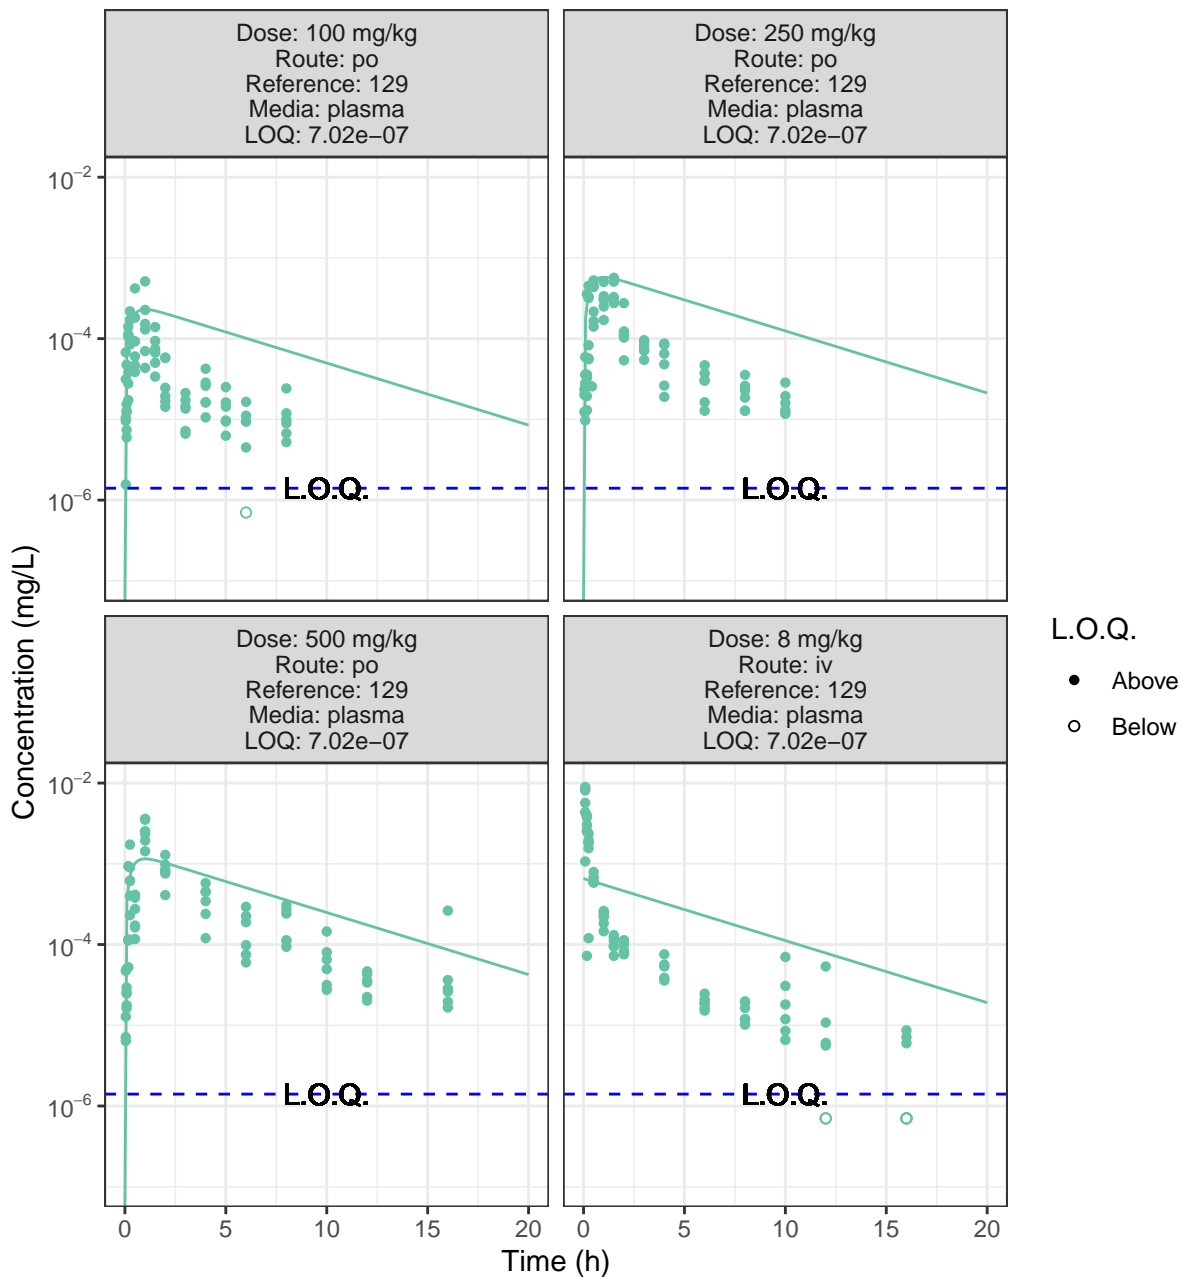 Dose: 100 mg/kg
Route: po
Reference: 129
Media: plasma
LOQ: 7.02e−07
Dose: 250 mg/kg
Route: po
Reference: 129
Media: plasma
LOQ: 7.02e−07
10⁻²
10⁻⁴
10⁻⁶
L.O.Q.
L.O.Q.
Concentration (mg/L)
Dose: 500 mg/kg
Route: po
Reference: 129
Media: plasma
LOQ: 7.02e−07
Dose: 8 mg/kg
Route: iv
Reference: 129
Media: plasma
LOQ: 7.02e−07
10⁻²
10⁻⁴
10⁻⁶
L.O.Q.
L.O.Q.
0 5 10 15 20
0 5 10 15 20
Time (h)
L.O.Q.
Above
Below